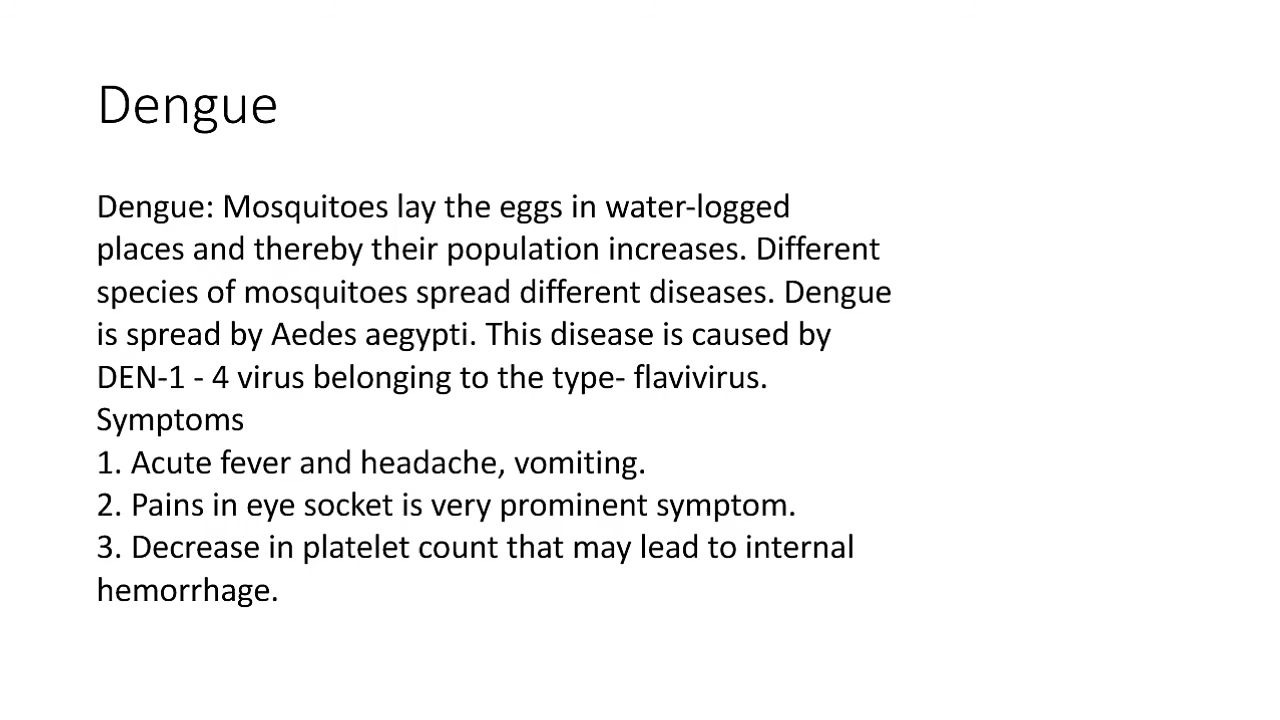 Dengue
Dengue: Mosquitoes lay the eggs in water-logged
places and thereby their population increases. Different
species of mosquitoes spread different diseases. Dengue
is spread by Aedes aegypti. This disease is caused by
DEN-1 - 4 virus belonging to the type- flavivirus.
Symptoms
1. Acute fever and headache, vomiting.
2. Pains in eye socket is very prominent symptom.
3. Decrease in platelet count that may lead to internal
hemorrhage.